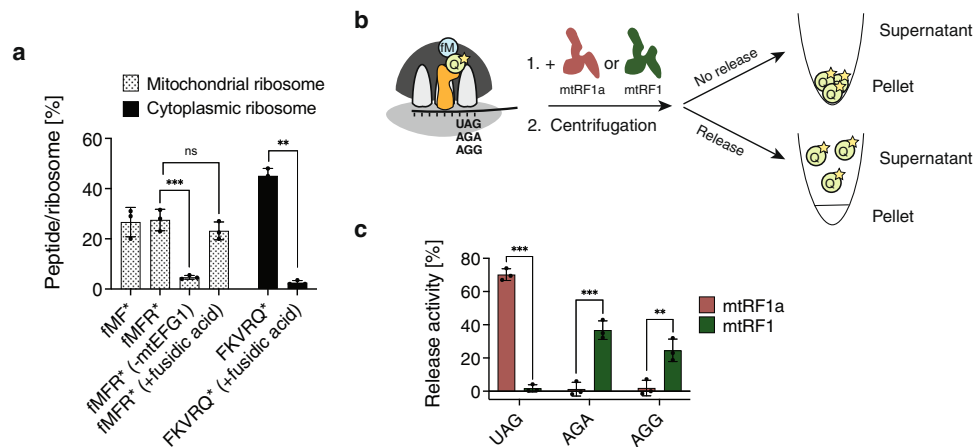 a
Mitochondrial ribosome
Cytoplasmic ribosome
Peptide/ribosome [%]
60
40
20
0
ns
***
**
fMF*
fMFR*
fMFR* (-mtEFG1)
fMFR* (+fusidic acid)
FKVRQ*
FKVRQ* (+fusidic acid)
b
fM
Q
UAG
AGA
AGG
1. + or
mtRF1a mtRF1
2. Centrifugation
No release
Release
Supernatant
Pellet
Q
Q
Q
Q
Supernatant
Pellet
c
Release activity [%]
80
60
40
20
0
***
***
**
UAG
AGA
AGG
mtRF1a
mtRF1